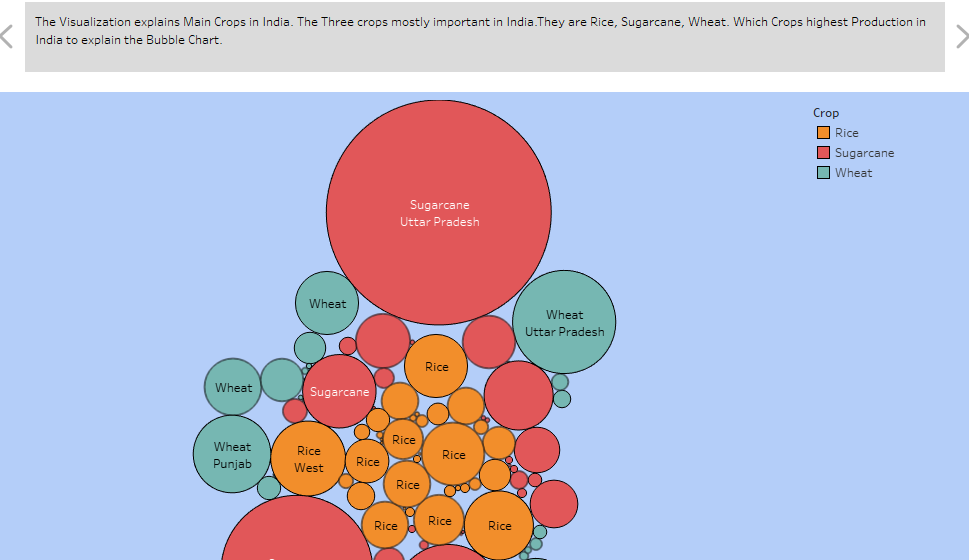 The Visualization explains Main Crops in India. The Three crops mostly important in India.They are Rice, Sugarcane, Wheat. Which Crops highest Production in
India to explain the Bubble Chart.
Crop
Rice
Sugarcane
Wheat
Sugarcane
Uttar Pradesh
Wheat
Wheat
Uttar Pradesh
Rice
Wheat
Sugarcane
Rice
Wheat
Punjab
Rice
West
Rice
Rice
Rice
Rice
Rice
Rice